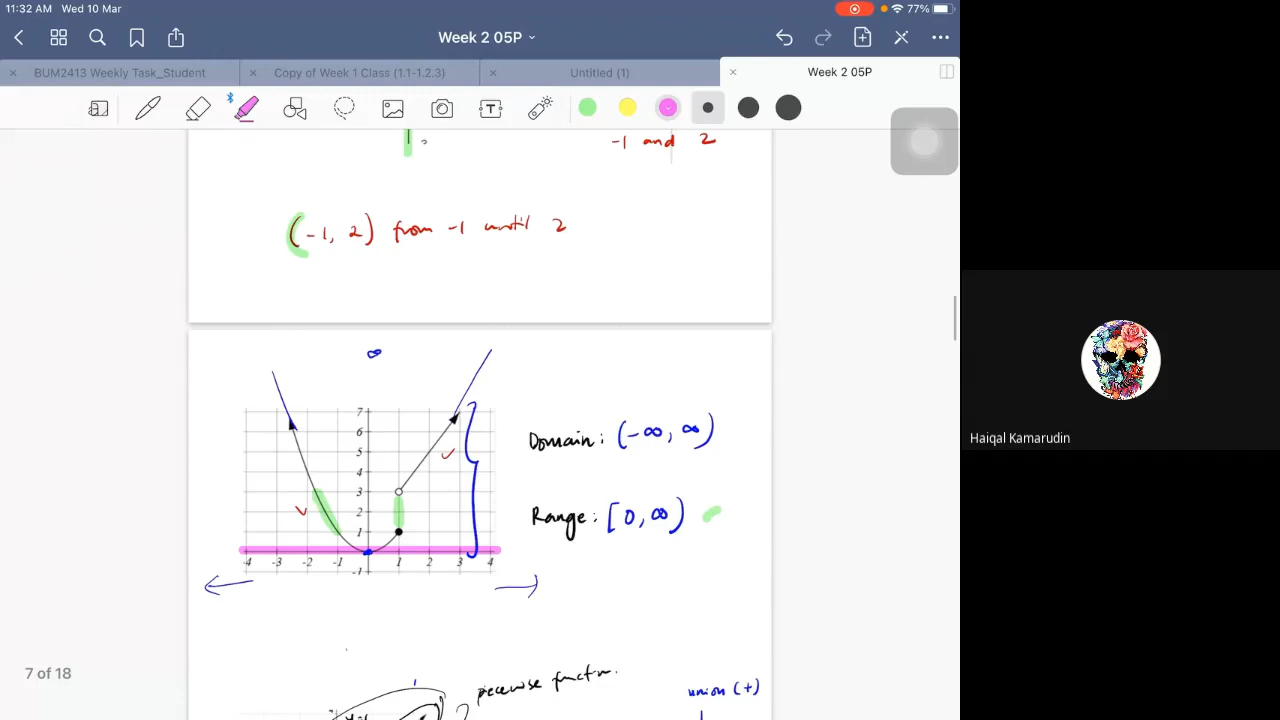 11:32 AM Wed 10 Mar
77%
Week 2 05P
BUM2413 Weekly Task_Student
Copy of Week 1 Class (1.1-1.2.3)
Untitled (1)
Week 2 05P
-1 and 2
(-1, 2) from -1 until 2
∞
7
6
5
4
3
2
1
-4 -3 -2 -1 0 1 2 3 4
-1
Domain: (-∞, ∞)
Range: [0, ∞)
Haiqal Kamarudin
7 of 18
piecewise function.
union (+)